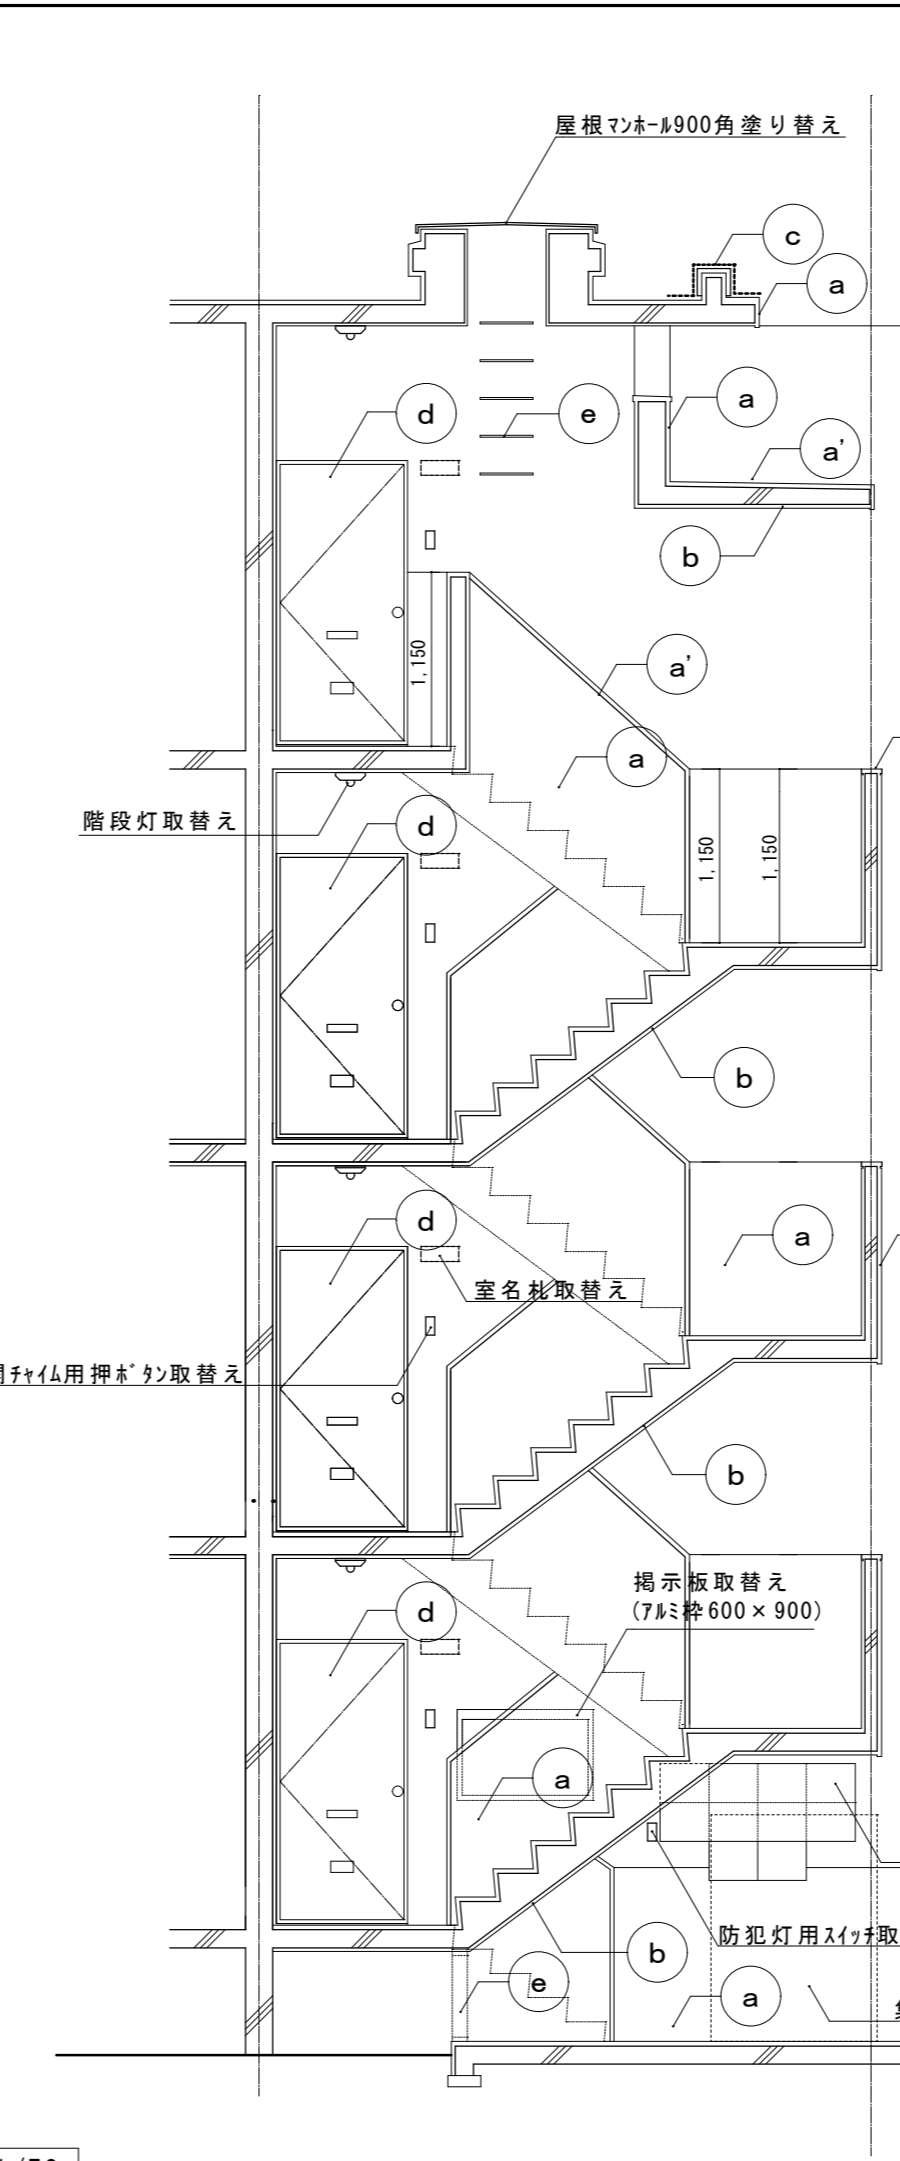 屋根マンホール900角塗り替え
c
a
a
d
e
a'
b
1,150
a'
a
階段灯取替え
d
1,150
1,150
b
d
a
室名札取替え
チャイム用押ボタン取替え
b
掲示板取替え
(アルミ枠600×900)
d
a
防犯灯用スイッチ取
b
e
a